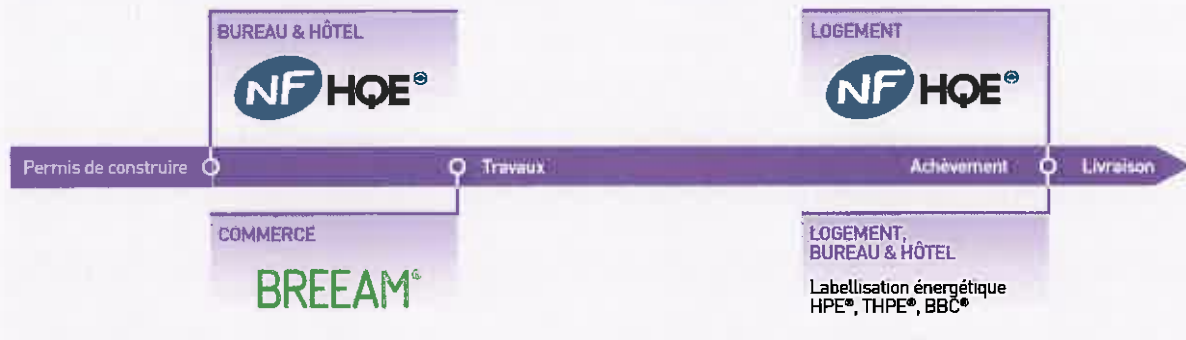 BUREAU & HÔTEL
NF HQE®
LOGEMENT
NF HQE®
Permis de construire
Travaux
Achèvement
Livraison
COMMERCE
BREEAM®
LOGEMENT,
BUREAU & HÔTEL
Labellisation énergétique
HPE®, THPE®, BBC®